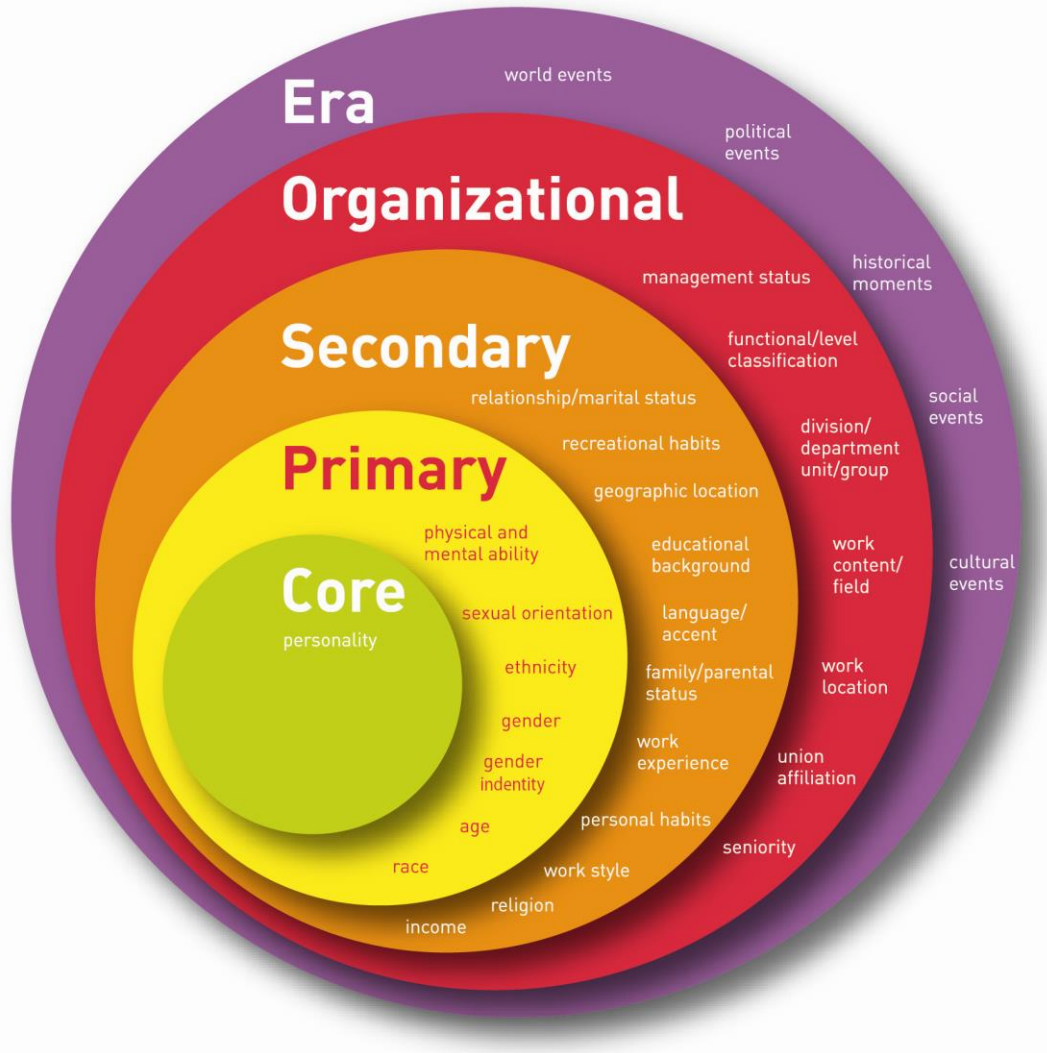 Era
world events
political
events
historical
moments
social
events
cultural
events
Organizational
management status
functional/level
classification
division/
department
unit/group
work
content/
field
work
location
union
affiliation
seniority
Secondary
relationship/marital status
recreational habits
geographic location
educational
background
language/
accent
family/parental
status
work
experience
personal habits
work style
religion
income
Primary
physical and
mental ability
sexual orientation
ethnicity
gender
gender
indentity
age
race
Core
personality